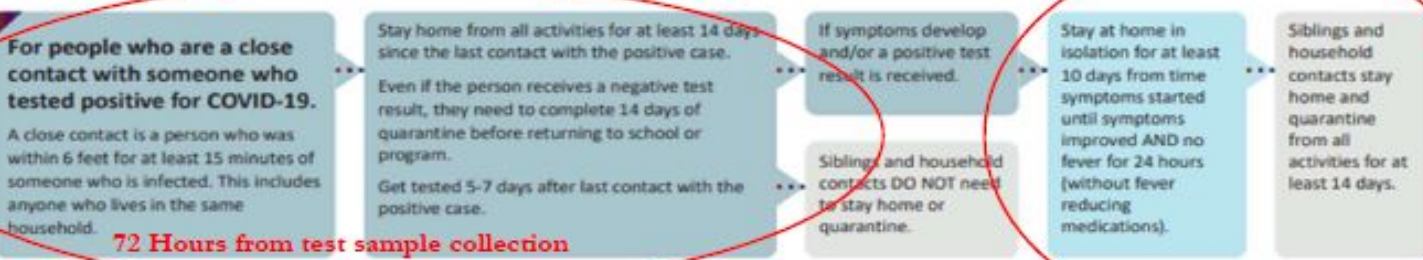 For people who are a close
contact with someone who
tested positive for COVID-19.
A close contact is a person who was
within 6 feet for at least 15 minutes of
someone who is infected. This includes
anyone who lives in the same
household.
72 Hours from test sample collection
Stay home from all activities for at least 14 days
since the last contact with the positive case.
Even if the person receives a negative test
result, they need to complete 14 days of
quarantine before returning to school or
program.
Get tested 5-7 days after last contact with the
positive case.
If symptoms develop
and/or a positive test
result is received.
Siblings and household
contacts DO NOT need
to stay home or
quarantine.
Stay at home in
isolation for at least
10 days from time
symptoms started
until symptoms
improved AND no
fever for 24 hours
(without fever
reducing
medications).
Siblings and
household
contacts stay
home and
quarantine
from all
activities for at
least 14 days.